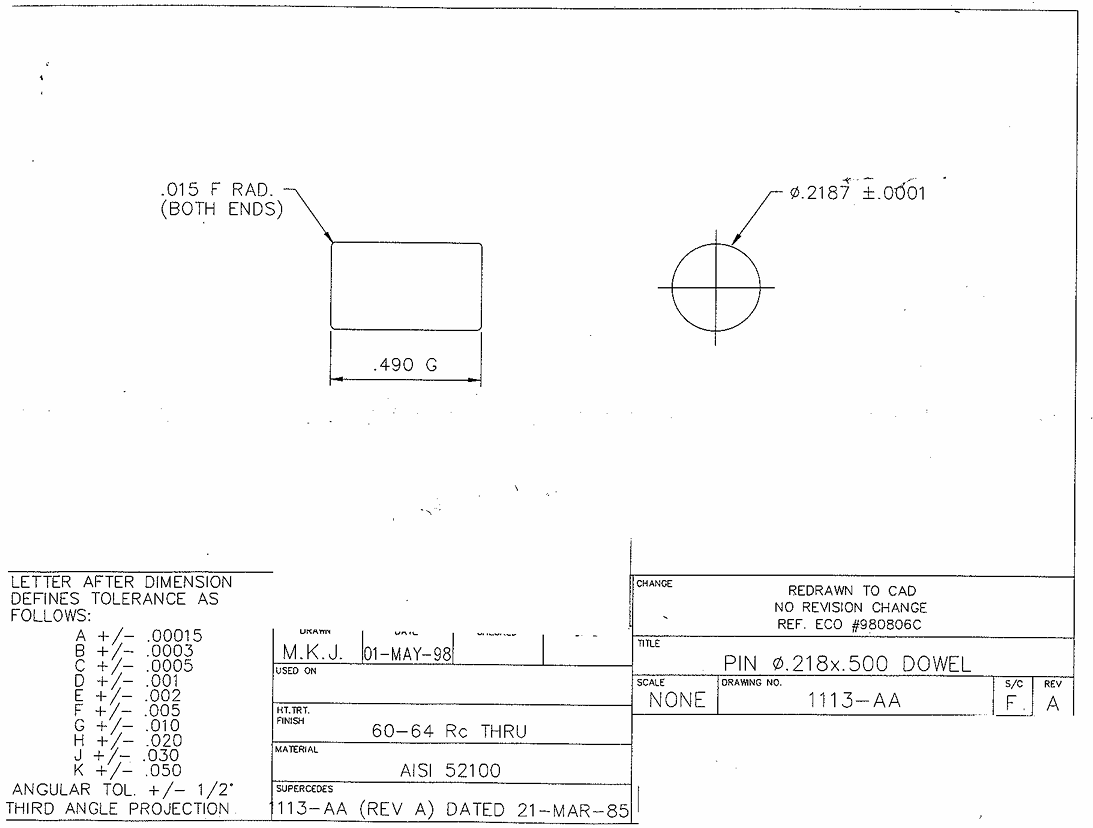 .015 F RAD.
(BOTH ENDS)
ø.2187 ±.0001
.490 G
LETTER AFTER DIMENSION
DEFINES TOLERANCE AS
FOLLOWS:
A +/- .00015
B +/- .0003
C +/- .0005
D +/- .001
E +/- .002
F +/- .005
G +/- .010
H +/- .020
J +/- .030
K +/- .050
ANGULAR TOL. +/- 1/2°
THIRD ANGLE PROJECTION
DRAWN DATE CHECKED
M.K.J. 01-MAY-98
USED ON
HT.TRT.
FINISH
60-64 Rc THRU
MATERIAL
AISI 52100
SUPERCEDES
1113-AA (REV A) DATED 21-MAR-85
CHANGE
REDRAWN TO CAD
NO REVISION CHANGE
REF. ECO #980806C
TITLE
PIN ø.218x.500 DOWEL
SCALE
NONE
DRAWING NO.
1113-AA
S/C
F
REV
A